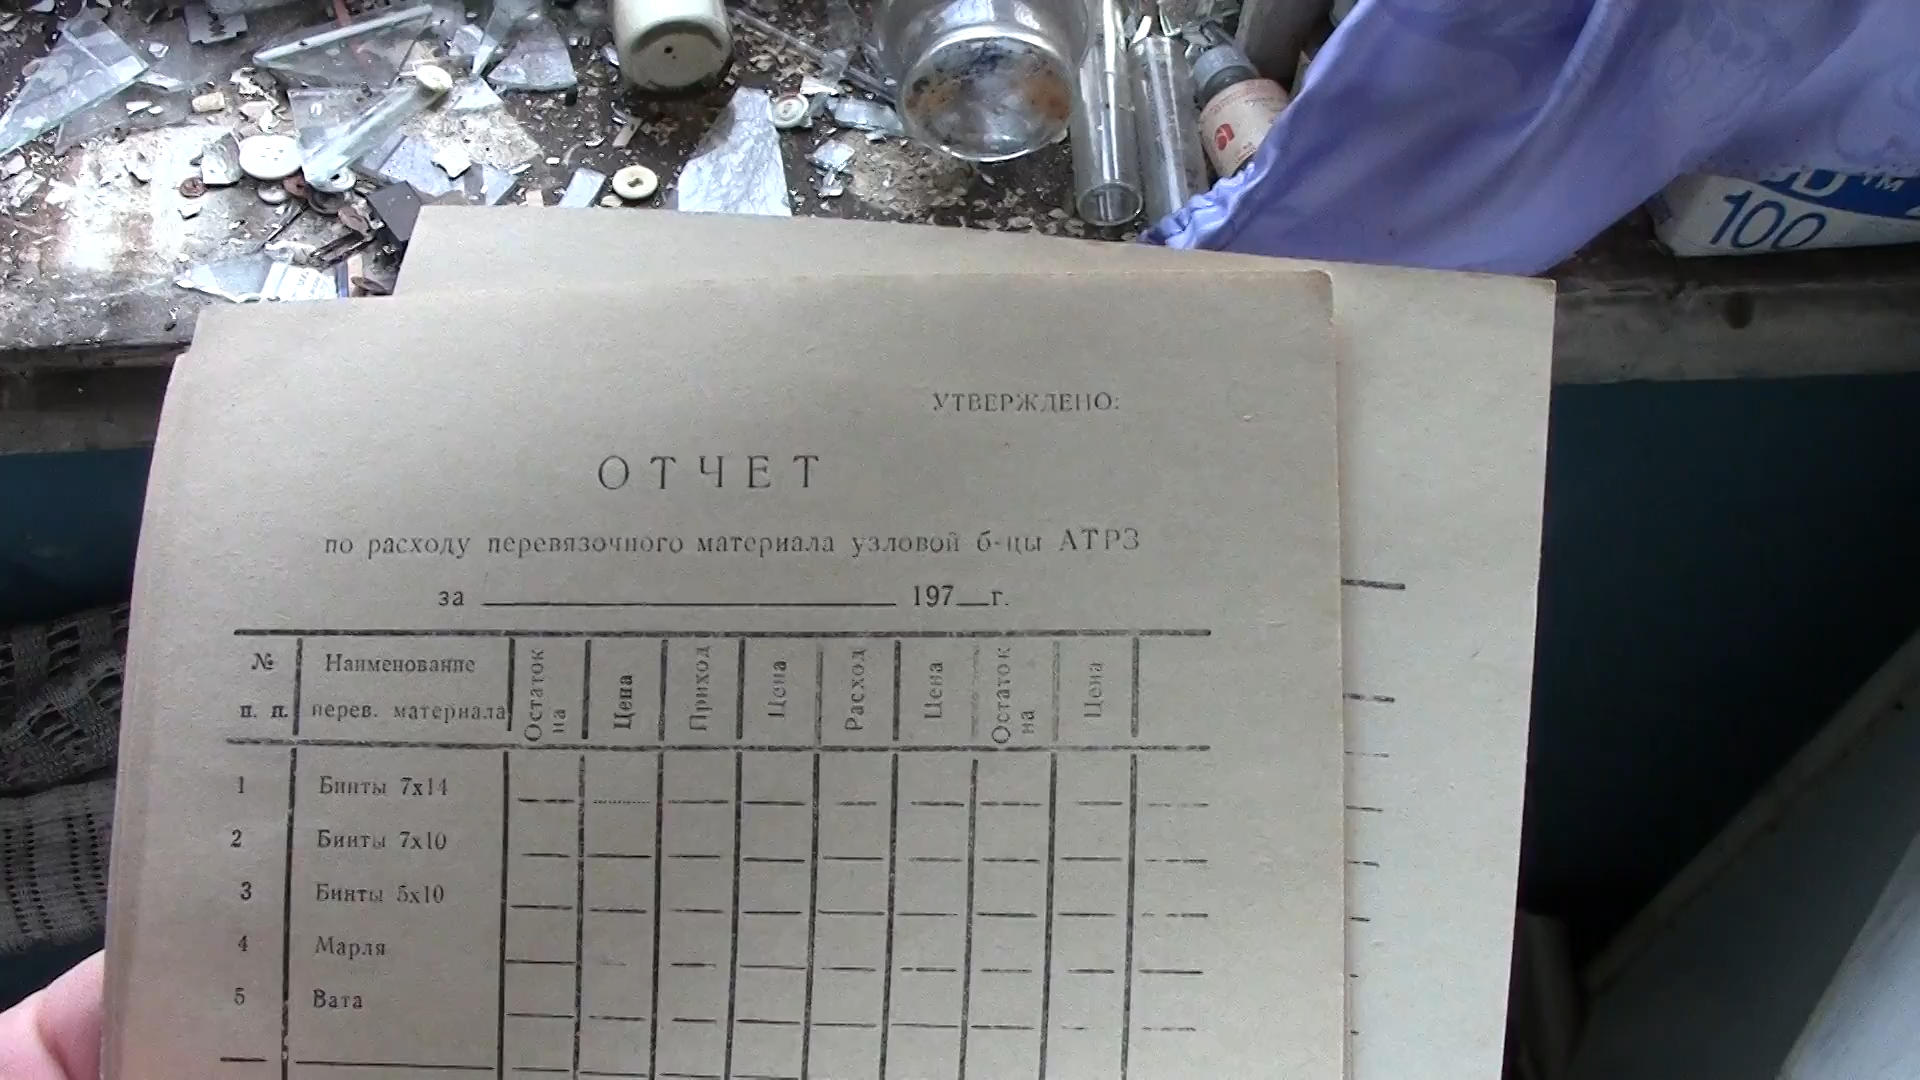 100
TM
УТВЕРЖДЕНО:
ОТЧЕТ
по расходу перевязочного материала узловой б-цы АТРЗ
за 197 г.
№ п. п. Наименование перев. материала Остаток на Цена Приход Цена Расход Цена Остаток на Цена
1 Бинты 7х14
2 Бинты 7х10
3 Бинты 5х10
4 Марля
5 Вата